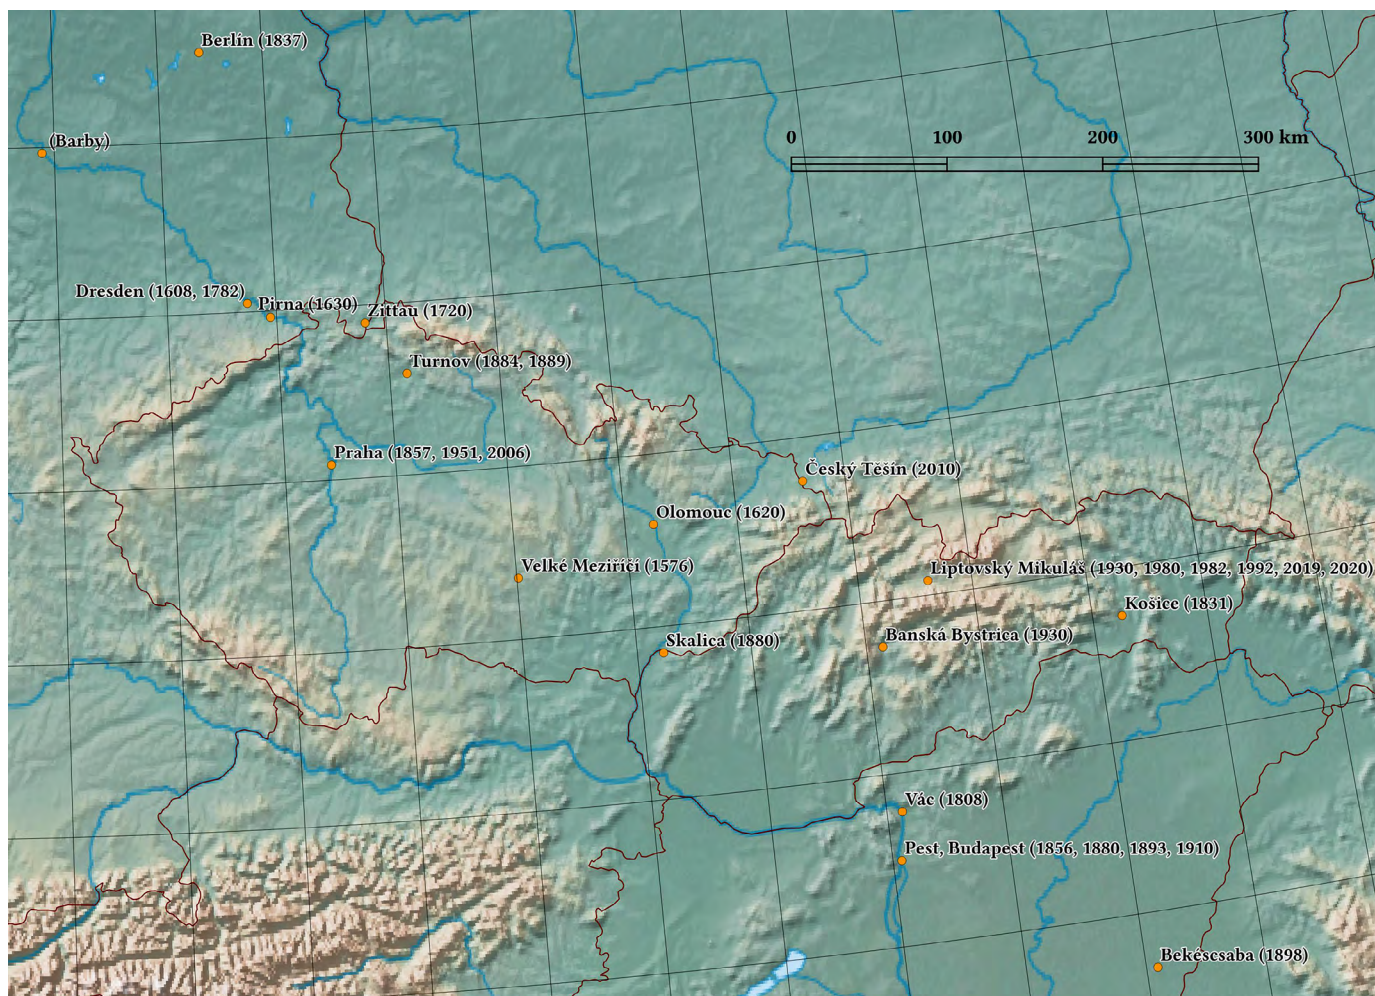 Berlín (1837)
(Barby)
0 100 200 300 km
Dresden (1608, 1782)
Pirna (1630)
Zittau (1720)
Turnov (1884, 1889)
Praha (1857, 1951, 2006)
Český Těšín (2010)
Olomouc (1620)
Velké Meziříčí (1576)
Liptovský Mikuláš (1930, 1980, 1982, 1992, 2019, 2020)
Košice (1831)
Skalica (1880)
Banská Bystrica (1930)
Vác (1808)
Pest, Budapest (1856, 1880, 1893, 1910)
Bekéscsaba (1898)